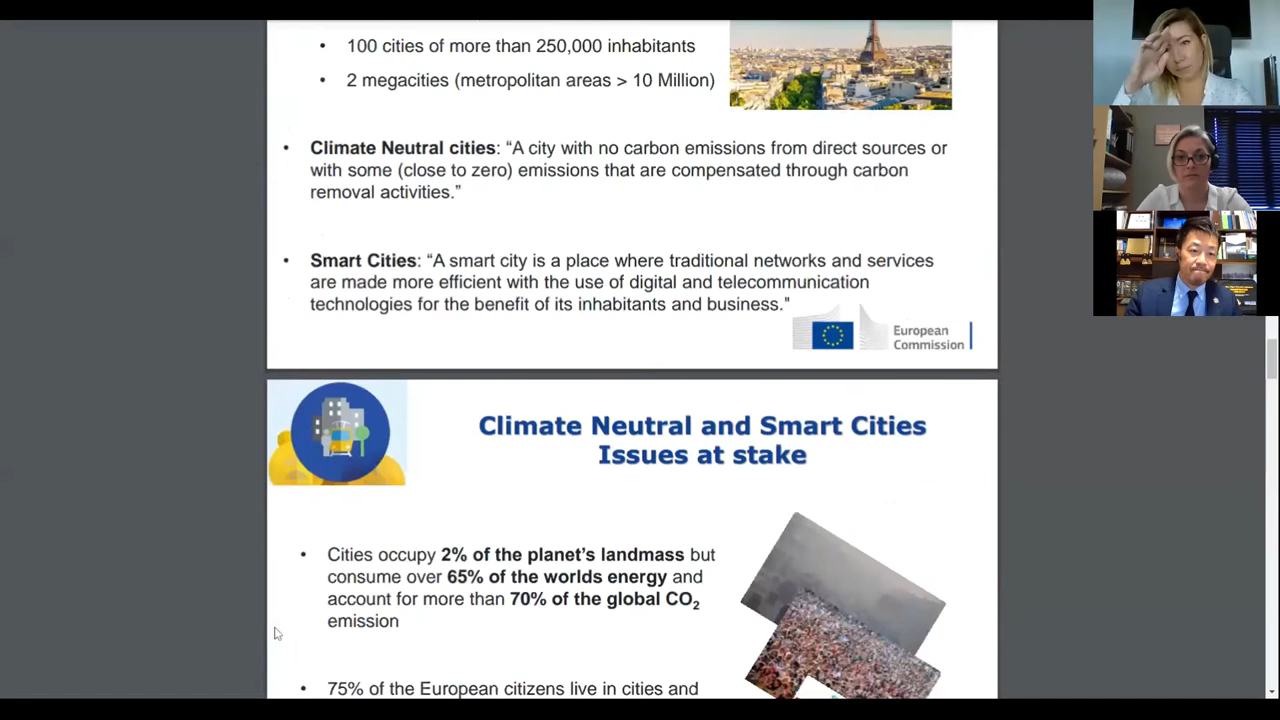 • 100 cities of more than 250,000 inhabitants
• 2 megacities (metropolitan areas > 10 Million)
• Climate Neutral cities: “A city with no carbon emissions from direct sources or
with some (close to zero) emissions that are compensated through carbon
removal activities.”
• Smart Cities: “A smart city is a place where traditional networks and services
are made more efficient with the use of digital and telecommunication
technologies for the benefit of its inhabitants and business."
European
Commission
Climate Neutral and Smart Cities
Issues at stake
• Cities occupy 2% of the planet’s landmass but
consume over 65% of the worlds energy and
account for more than 70% of the global CO2
emission
• 75% of the European citizens live in cities and